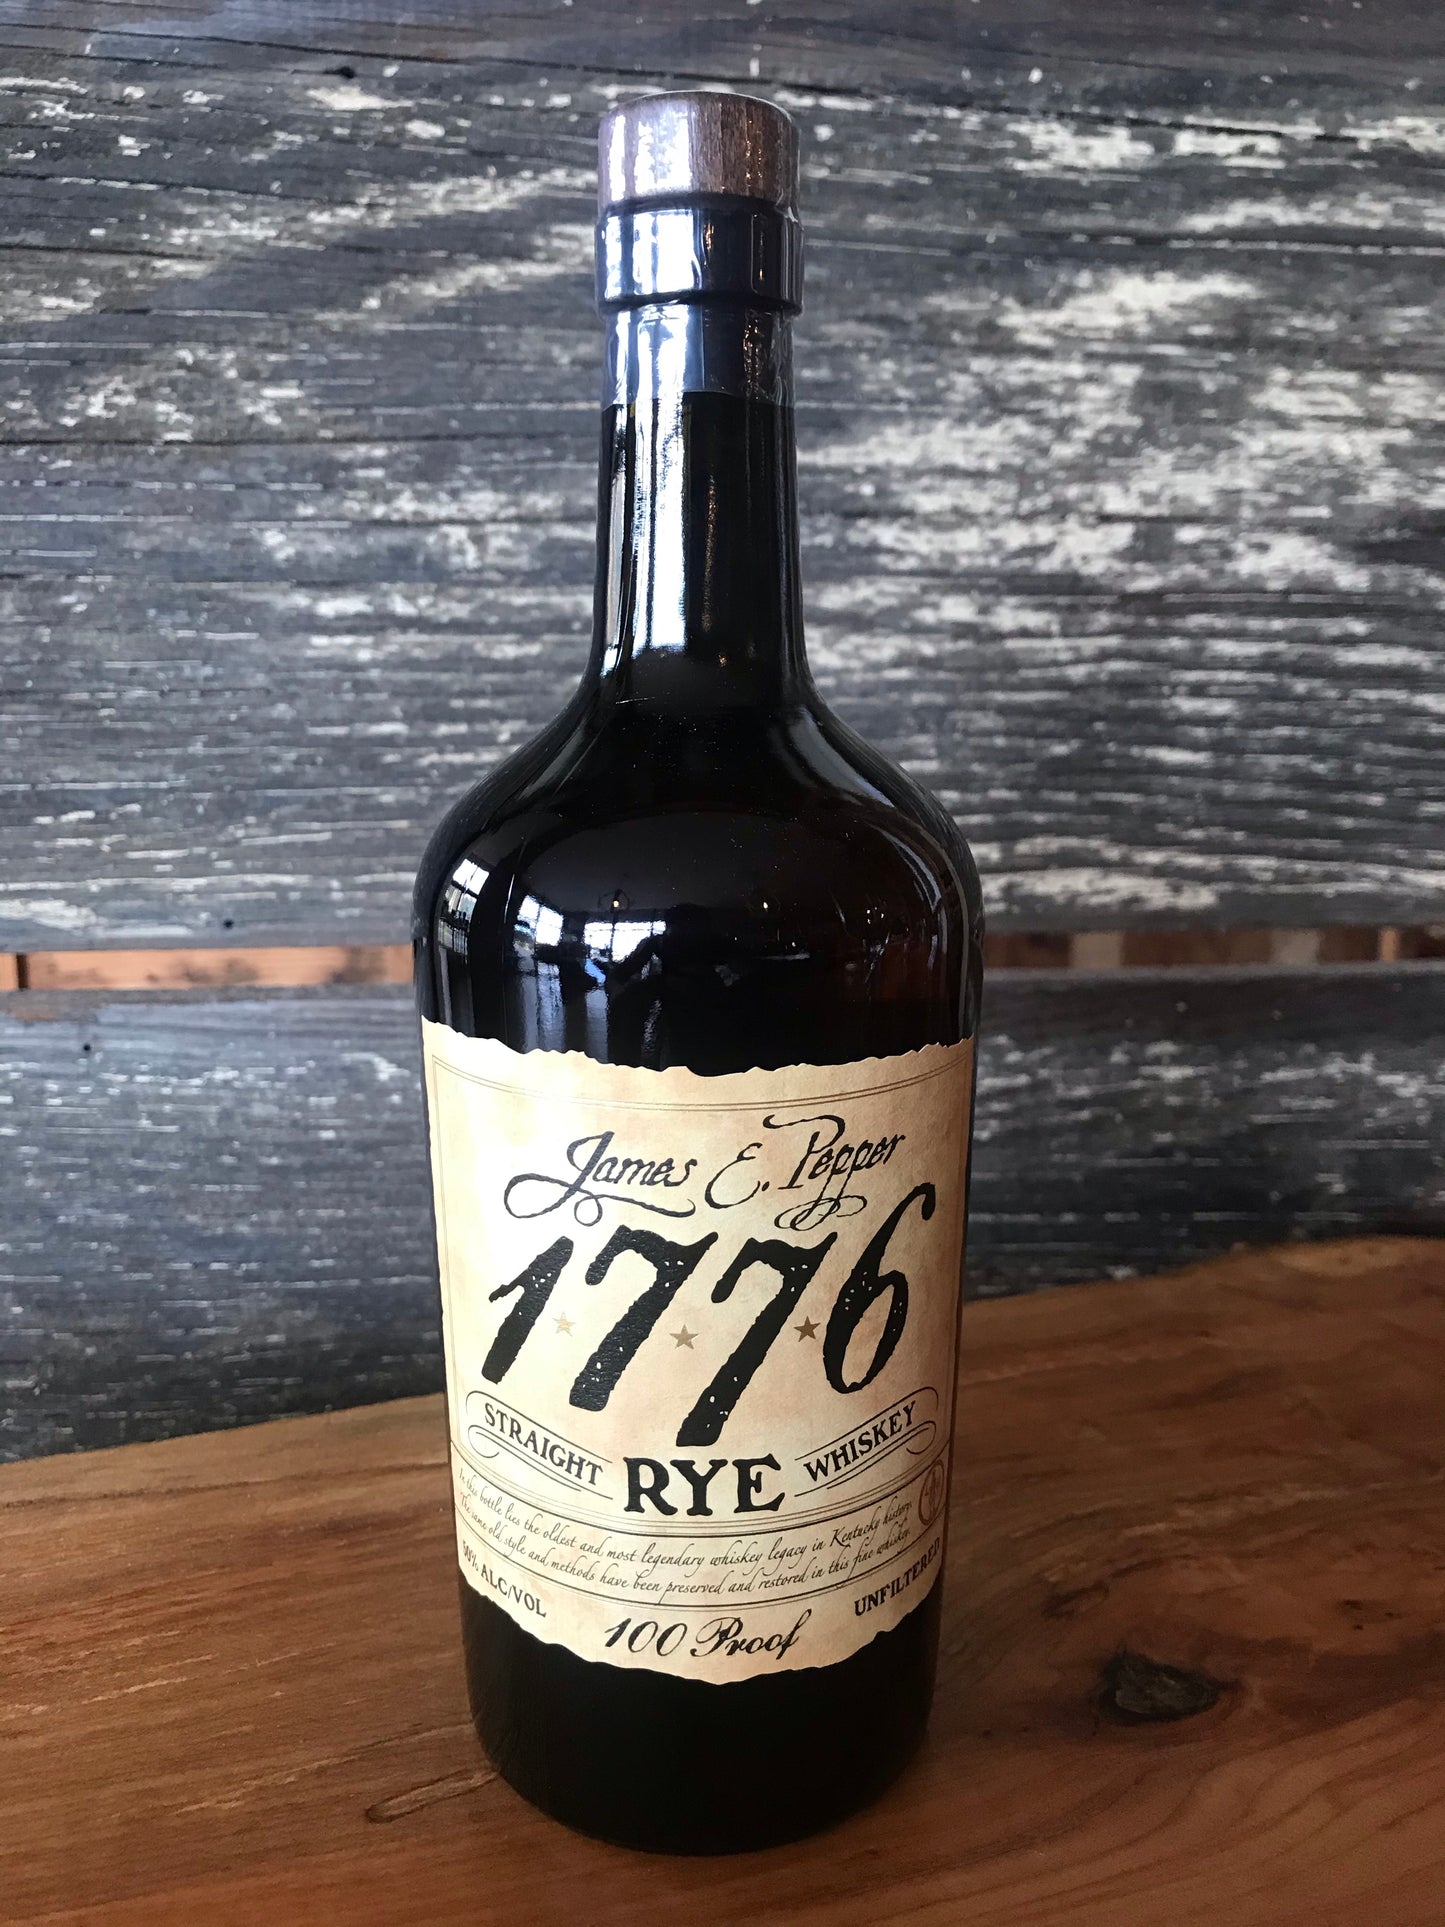 James E. Pepper
1776
STRAIGHT RYE WHISKEY
In this bottle lies the oldest and most legendary whiskey legacy in Kentucky history.
The same old style and methods have been preserved and restored in this fine whiskey.
50% ALC/VOL
100 Proof
UNFILTERED